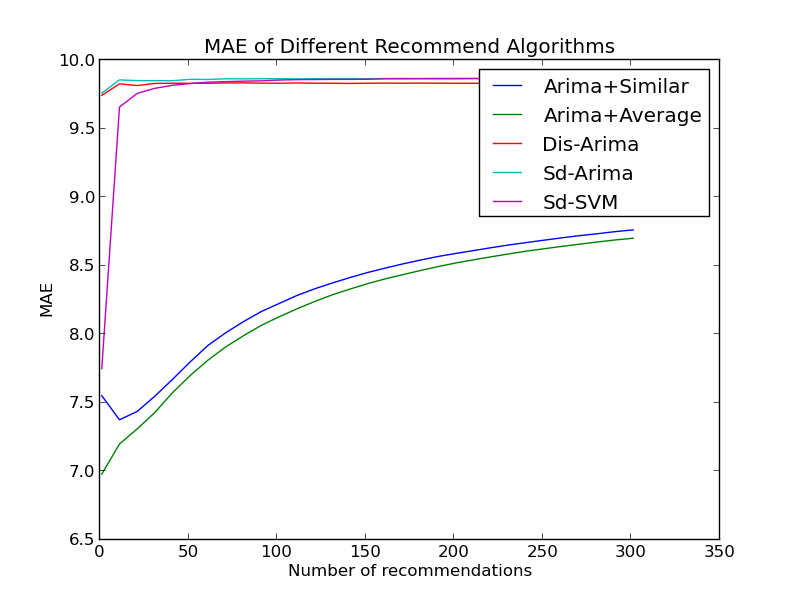 MAE of Different Recommend Algorithms
10.0
9.5
9.0
8.5
8.0
7.5
7.0
6.5
MAE
Arima+Similar
Arima+Average
Dis-Arima
Sd-Arima
Sd-SVM
0 50 100 150 200 250 300 350
Number of recommendations